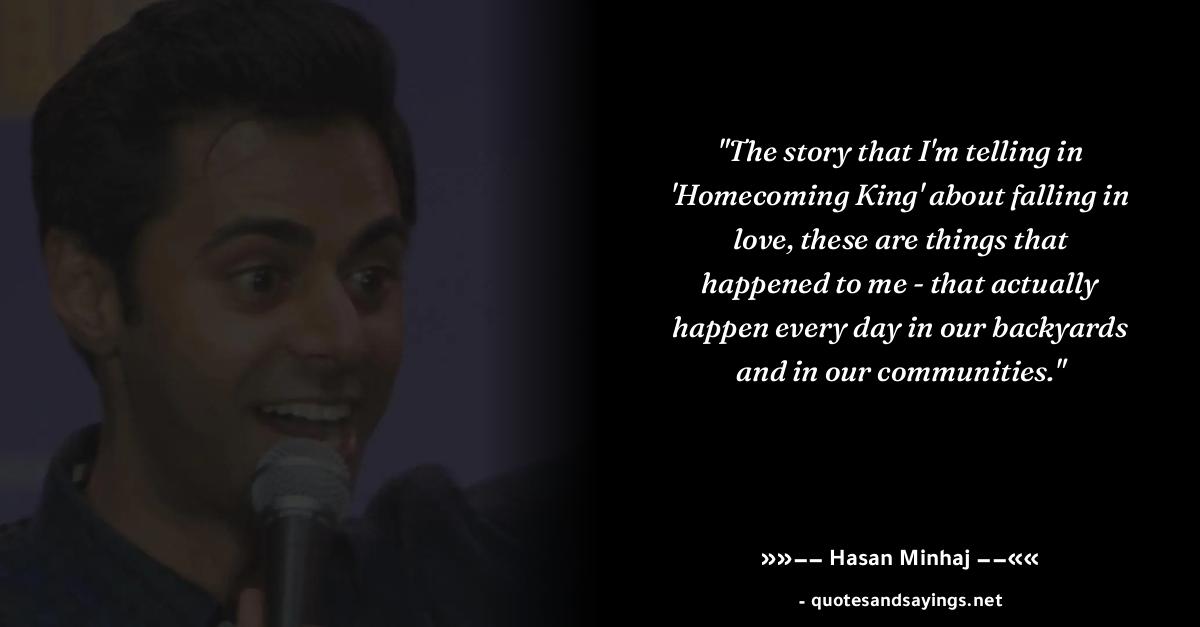 "The story that I'm telling in
'Homecoming King' about falling in
love, these are things that
happened to me - that actually
happen every day in our backyards
and in our communities."
»»−− Hasan Minhaj −−««
- quotesandsayings.net